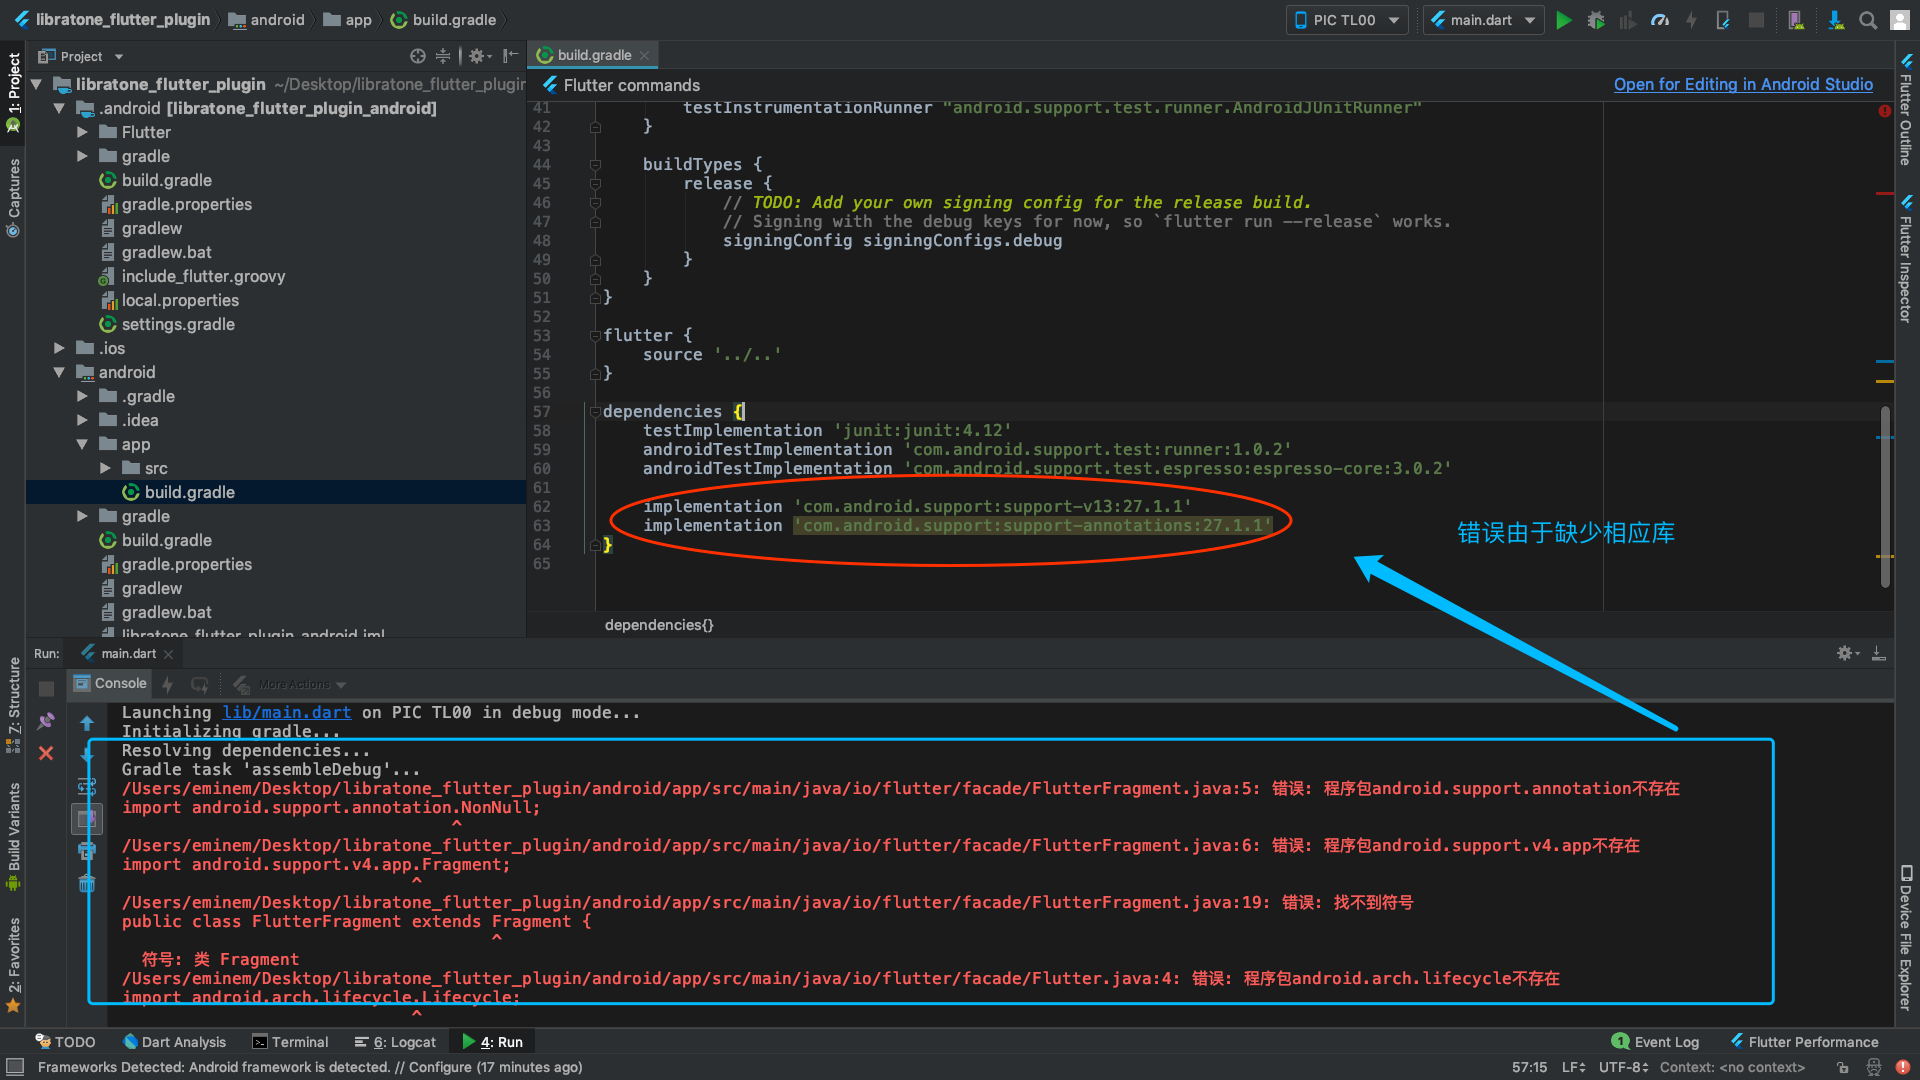 libratone_flutter_plugin android app build.gradle PIC TL00 main.dart
1: Project
Captures
Z: Structure
Build Variants
2: Favorites
Project
libratone_flutter_plugin ~/Desktop/libratone_flutter_plugin
.android [libratone_flutter_plugin_android]
Flutter
gradle
build.gradle
gradle.properties
gradlew
gradlew.bat
include_flutter.groovy
local.properties
settings.gradle
.ios
android
.gradle
.idea
app
src
build.gradle
gradle
build.gradle
gradle.properties
gradlew
gradlew.bat
libratone_flutter_plugin_android.iml
build.gradle
Flutter commands Open for Editing in Android Studio
41 testInstrumentationRunner "android.support.test.runner.AndroidJUnitRunner"
42 }
43
44 buildTypes {
45 release {
46 // TODO: Add your own signing config for the release build.
47 // Signing with the debug keys for now, so `flutter run --release` works.
48 signingConfig signingConfigs.debug
49 }
50 }
51 }
52
53 flutter {
54 source '../..'
55 }
56
57 dependencies {
58 testImplementation 'junit:junit:4.12'
59 androidTestImplementation 'com.android.support.test:runner:1.0.2'
60 androidTestImplementation 'com.android.support.test.espresso:espresso-core:3.0.2'
61
62 implementation 'com.android.support:support-v13:27.1.1'
63 implementation 'com.android.support:support-annotations:27.1.1'
64 }
65
错误由于缺少相应库
dependencies{}
Flutter Outline
Flutter Inspector
Device File Explorer
Run: main.dart
Console More Actions
Launching lib/main.dart on PIC TL00 in debug mode...
Initializing gradle...
Resolving dependencies...
Gradle task 'assembleDebug'...
/Users/eminem/Desktop/libratone_flutter_plugin/android/app/src/main/java/io/flutter/facade/FlutterFragment.java:5: 错误: 程序包android.support.annotation不存在
import android.support.annotation.NonNull;
^
/Users/eminem/Desktop/libratone_flutter_plugin/android/app/src/main/java/io/flutter/facade/FlutterFragment.java:6: 错误: 程序包android.support.v4.app不存在
import android.support.v4.app.Fragment;
^
/Users/eminem/Desktop/libratone_flutter_plugin/android/app/src/main/java/io/flutter/facade/FlutterFragment.java:19: 错误: 找不到符号
public class FlutterFragment extends Fragment {
^
符号: 类 Fragment
/Users/eminem/Desktop/libratone_flutter_plugin/android/app/src/main/java/io/flutter/facade/Flutter.java:4: 错误: 程序包android.arch.lifecycle不存在
import android.arch.lifecycle.Lifecycle;
^
TODO Dart Analysis Terminal 6: Logcat 4: Run 1 Event Log Flutter Performance
Frameworks Detected: Android framework is detected. // Configure (17 minutes ago) 57:15 LF UTF-8 Context: <no context>